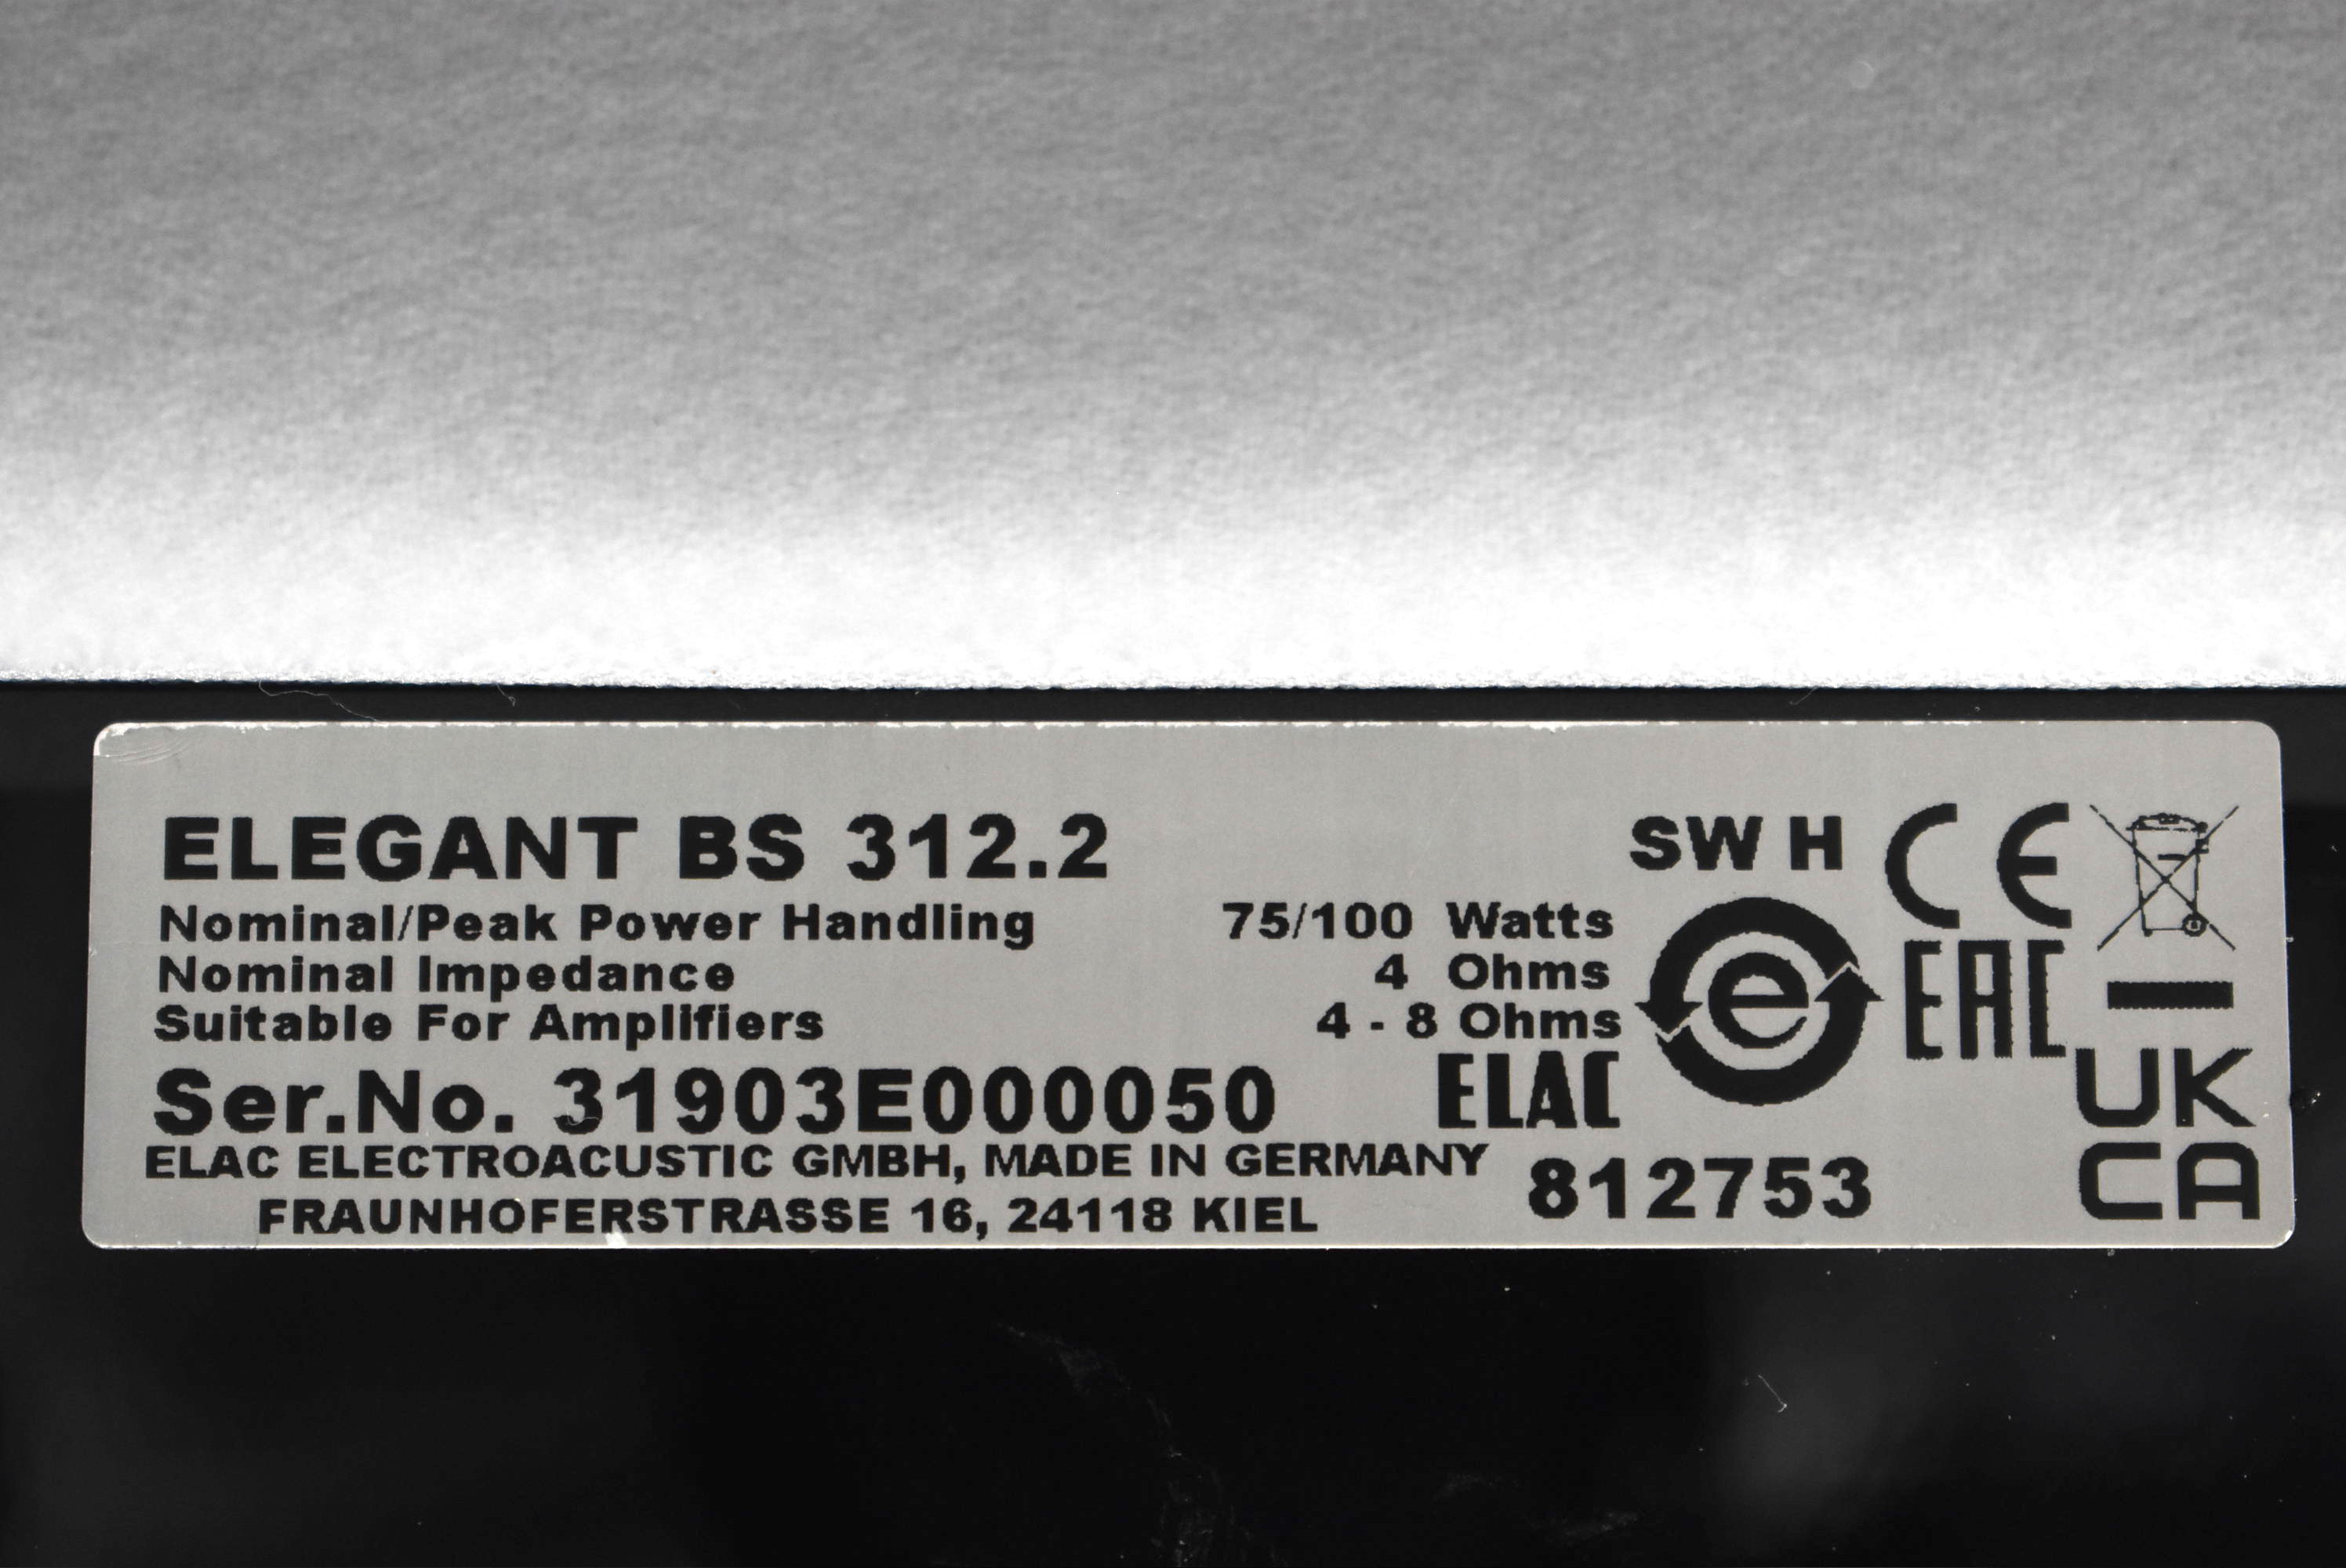 ELEGANT BS 312.2 SW H CE
Nominal/Peak Power Handling 75/100 Watts
Nominal Impedance 4 Ohms
Suitable For Amplifiers 4 - 8 Ohms
e EAC
Ser.No. 31903E000050 ELAC
UK
CA
ELAC ELECTROACUSTIC GMBH, MADE IN GERMANY
812753
FRAUNHOFERSTRASSE 16, 24118 KIEL